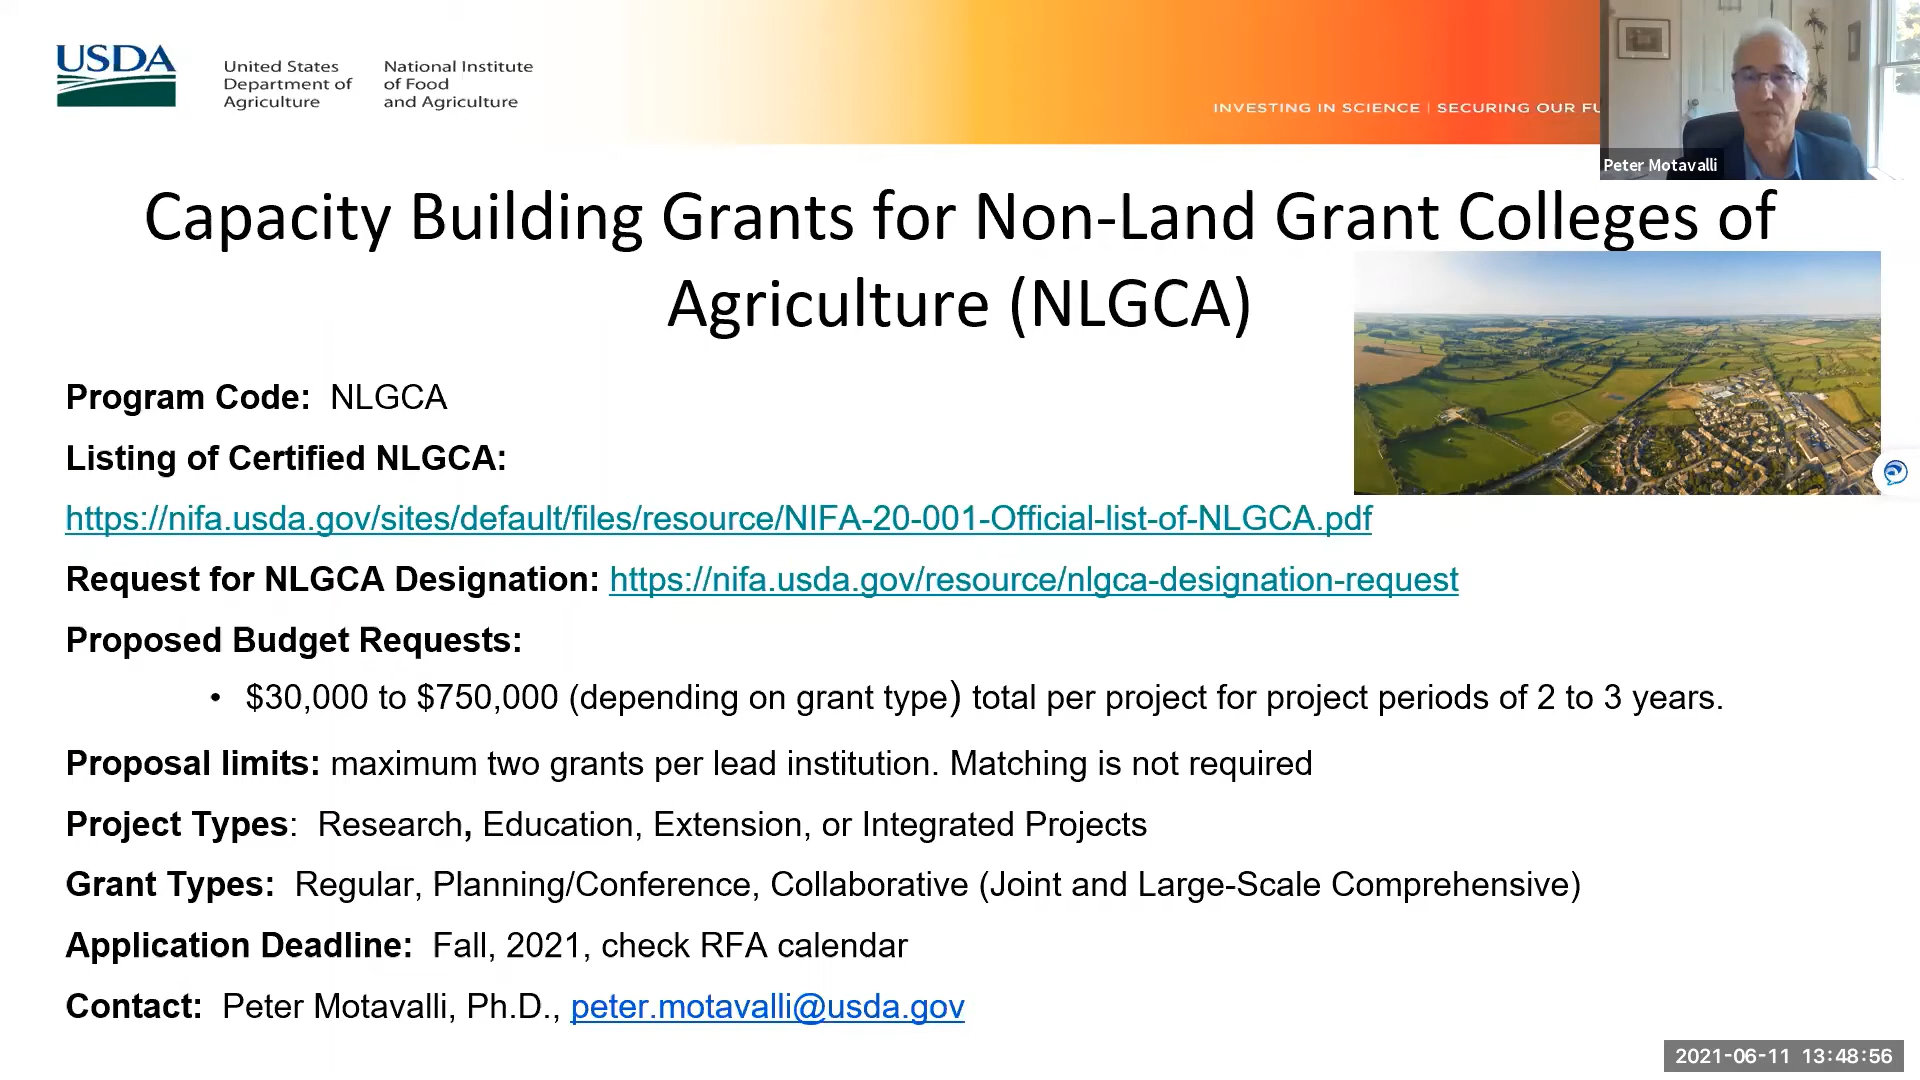 USDA
United States
Department of
Agriculture
National Institute
of Food
and Agriculture
INVESTING IN SCIENCE | SECURING OUR
Peter Motavalli
Capacity Building Grants for Non-Land Grant Colleges of
Agriculture (NLGCA)
Program Code: NLGCA
Listing of Certified NLGCA:
https://nifa.usda.gov/sites/default/files/resource/NIFA-20-001-Official-list-of-NLGCA.pdf
Request for NLGCA Designation: https://nifa.usda.gov/resource/nlgca-designation-request
Proposed Budget Requests:
• $30,000 to $750,000 (depending on grant type) total per project for project periods of 2 to 3 years.
Proposal limits: maximum two grants per lead institution. Matching is not required
Project Types: Research, Education, Extension, or Integrated Projects
Grant Types: Regular, Planning/Conference, Collaborative (Joint and Large-Scale Comprehensive)
Application Deadline: Fall, 2021, check RFA calendar
Contact: Peter Motavalli, Ph.D., peter.motavalli@usda.gov
2021-06-11 13:48:56